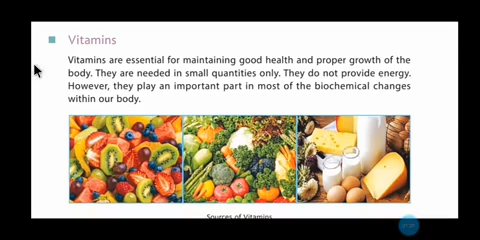 Vitamins
Vitamins are essential for maintaining good health and proper growth of the
body. They are needed in small quantities only. They do not provide energy.
However, they play an important part in most of the biochemical changes
within our body.
Sources of Vitamins